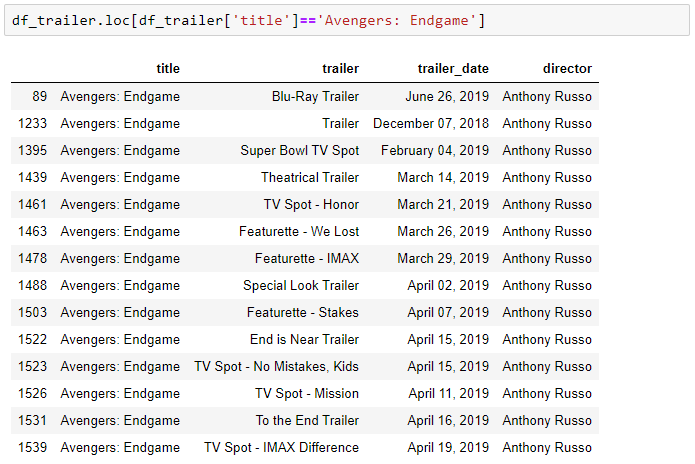 df_trailer.loc[df_trailer['title']=='Avengers: Endgame']
title trailer trailer_date director
89 Avengers: Endgame Blu-Ray Trailer June 26, 2019 Anthony Russo
1233 Avengers: Endgame Trailer December 07, 2018 Anthony Russo
1395 Avengers: Endgame Super Bowl TV Spot February 04, 2019 Anthony Russo
1439 Avengers: Endgame Theatrical Trailer March 14, 2019 Anthony Russo
1461 Avengers: Endgame TV Spot - Honor March 21, 2019 Anthony Russo
1463 Avengers: Endgame Featurette - We Lost March 26, 2019 Anthony Russo
1478 Avengers: Endgame Featurette - IMAX March 29, 2019 Anthony Russo
1488 Avengers: Endgame Special Look Trailer April 02, 2019 Anthony Russo
1503 Avengers: Endgame Featurette - Stakes April 07, 2019 Anthony Russo
1522 Avengers: Endgame End is Near Trailer April 15, 2019 Anthony Russo
1523 Avengers: Endgame TV Spot - No Mistakes, Kids April 15, 2019 Anthony Russo
1526 Avengers: Endgame TV Spot - Mission April 11, 2019 Anthony Russo
1531 Avengers: Endgame To the End Trailer April 16, 2019 Anthony Russo
1539 Avengers: Endgame TV Spot - IMAX Difference April 19, 2019 Anthony Russo